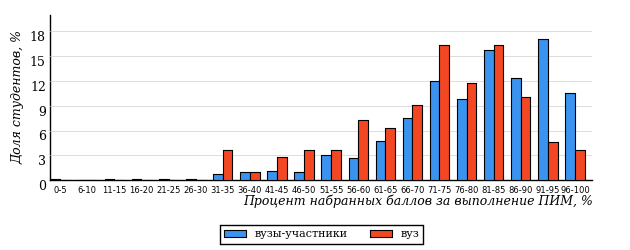 Доля студентов, %
18
15
12
9
6
3
0
0-5 6-10 11-15 16-20 21-25 26-30 31-35 36-40 41-45 46-50 51-55 56-60 61-65 66-70 71-75 76-80 81-85 86-90 91-95 96-100
Процент набранных баллов за выполнение ПИМ, %
вузы-участники вуз